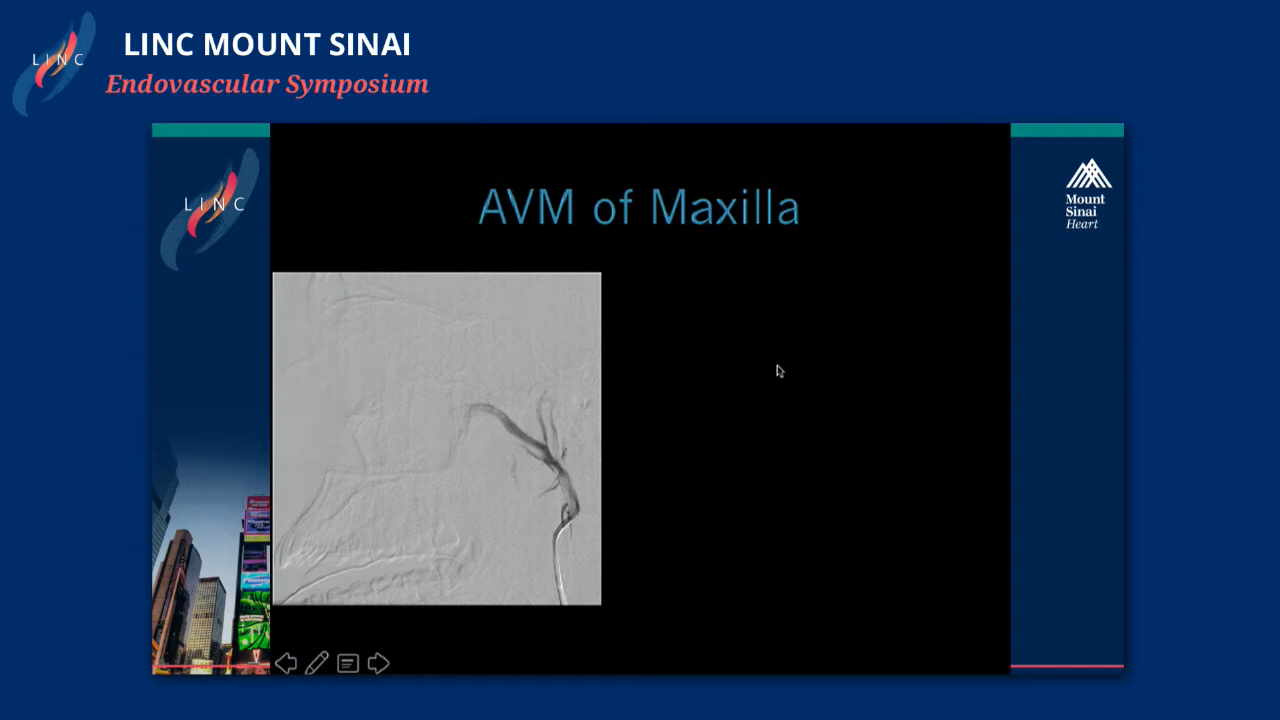 LINC
LINC MOUNT SINAI
Endovascular Symposium
LINC
AVM of Maxilla
Mount
Sinai
Heart